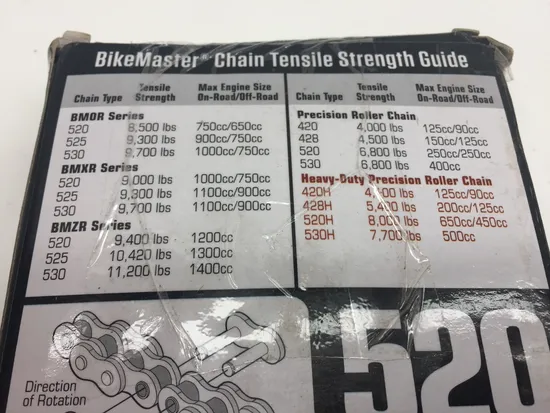 BikeMaster® Chain Tensile Strength Guide
Chain Type Tensile Strength Max Engine Size On-Road/Off-Road
BMOR Series
520 8,500 lbs 750cc/650cc
525 9,300 lbs 900cc/750cc
530 9,700 lbs 1000cc/750cc
BMXR Series
520 9,000 lbs 1000cc/750cc
525 9,300 lbs 1100cc/900cc
530 9,700 lbs 1100cc/900cc
BMZR Series
520 9,400 lbs 1200cc
525 10,420 lbs 1300cc
530 11,200 lbs 1400cc
Chain Type Tensile Strength Max Engine Size On-Road/Off-Road
Precision Roller Chain
420 4,000 lbs 125cc/90cc
428 4,500 lbs 150cc/125cc
520 6,800 lbs 250cc/250cc
530 6,800 lbs 400cc
Heavy-Duty Precision Roller Chain
420H lbs 125cc/90cc
428H 5,400 lbs 200cc/125cc
520H 8,000 lbs 650cc/450cc
530H 7,700 lbs 500cc
Direction
of Rotation
520